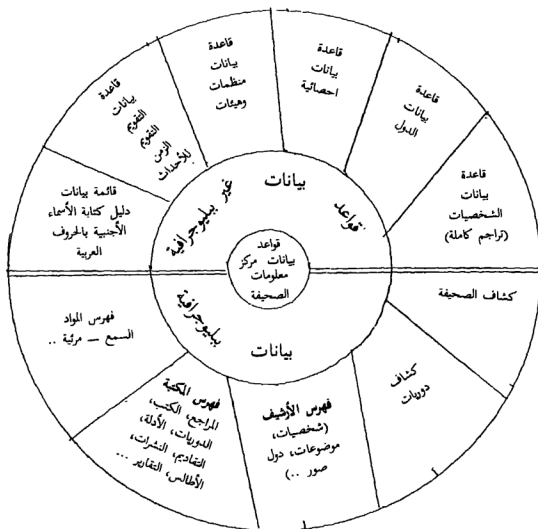 قاعدة
بيانات
الشخصيات
(تراجم كاملة)
قاعدة
بيانات
الدول
قاعدة
بيانات
احصائية
قاعدة
بيانات
منظمات
وهيئات
قاعدة
بيانات
التقويم
التقويم
الزمن
للأحداث
قائمة بيانات
دليل كتابة الأسماء
الأجنبية بالحروف
العربية
قواعد
بيانات
غير ببليوجرافية
قواعد
بيانات مركز
معلومات
الصحيفة
ببليوجرافية
بيانات
كشاف الصحيفة
كشاف
دوريات
فهرس الأرشيف
(شخصيات،
موضوعات، دول
صور ..)
فهرس المكتبة
المراجع، الكتب،
الدوريات، الأدلة،
التقاديم، النشرات،
الأطالس، التقارير ...
فهرس المواد
السمع — مرئية ..